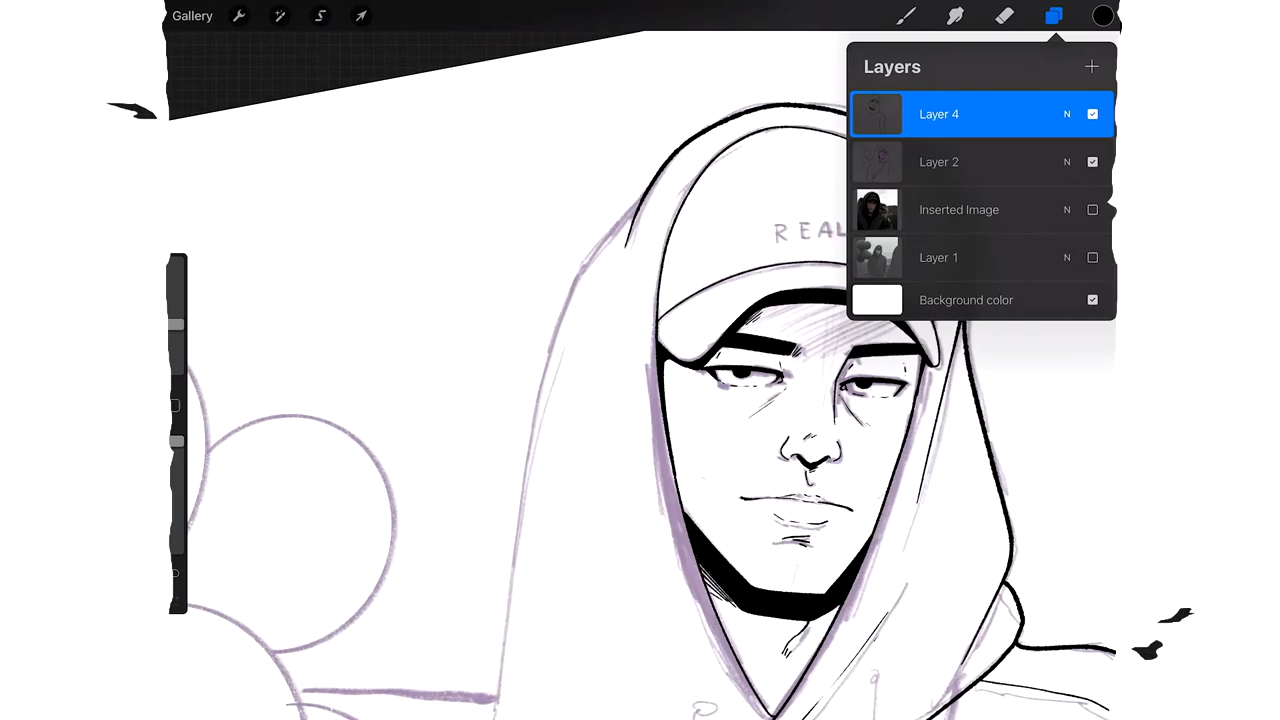 Gallery
Layers
Layer 4 N
Layer 2 N
Inserted Image N
Layer 1 N
Background color
REAL